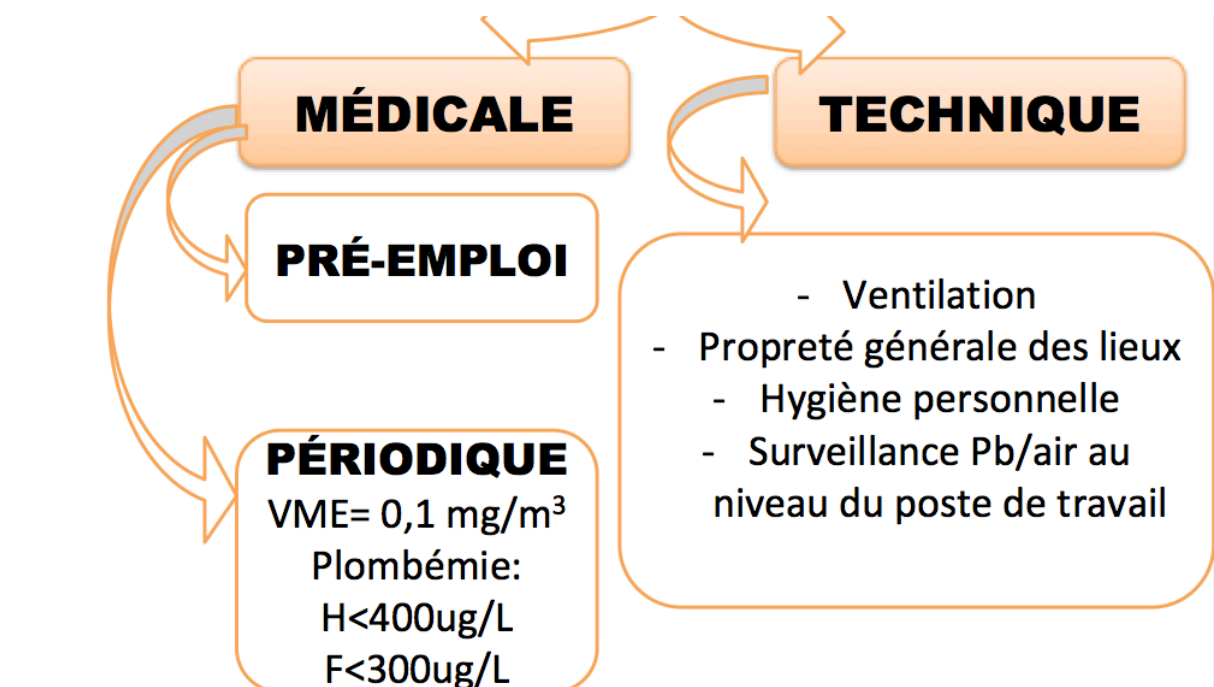 MÉDICALE
PRÉ-EMPLOI
PÉRIODIQUE
VME= 0,1 mg/m³
Plombémie:
H<400ug/L
F<300ug/L
TECHNIQUE
- Ventilation
- Propreté générale des lieux
- Hygiène personnelle
- Surveillance Pb/air au
niveau du poste de travail